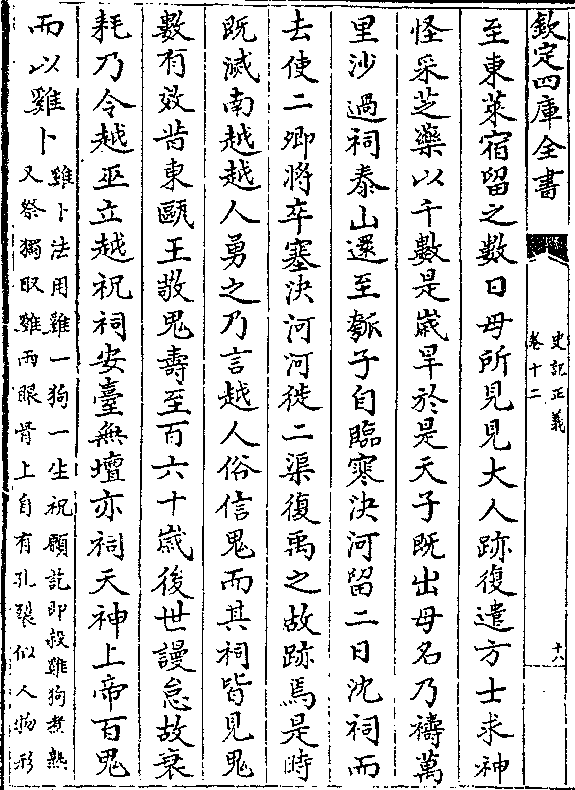 欽定四庫全書
史記正義
卷十二
十八
至東萊宿留之數日毋所見見大人跡復遣方士求神
怪采芝藥以千數是歲旱於是天子既出毋名乃禱萬
里沙過祠泰山還至瓠子自臨塞決河留二日沈祠而
去使二卿將卒塞決河河徙二渠復禹之故跡焉是時
既滅南越越人勇之乃言越人俗信鬼而其祠皆見鬼
數有效昔東甌王敬鬼壽至百六十歲後世謾怠故衰
耗乃令越巫立越祝祠安臺無壇亦祠天神上帝百鬼
而以雞卜
雞卜法用雞一狗一生祝願訖即殺雞狗煮熟
又祭獨取雞兩眼骨上自有孔裂似人物形